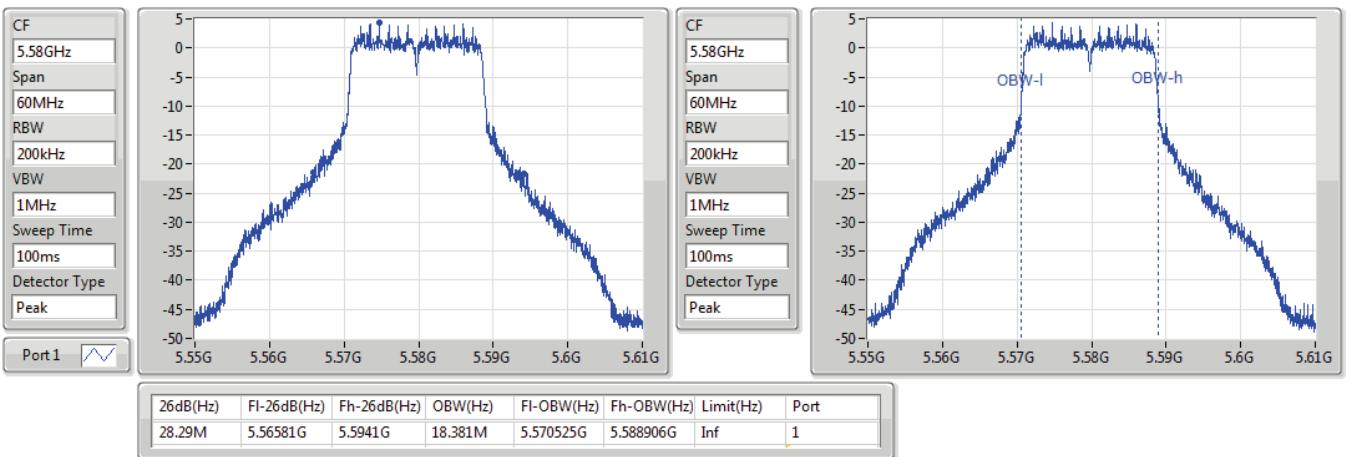 CF
5.58GHz
Span
60MHz
RBW
200kHz
VBW
1MHz
Sweep Time
100ms
Detector Type
Peak
Port 1
5
0
-5
-10
-15
-20
-25
-30
-35
-40
-45
-50
5.55G 5.56G 5.57G 5.58G 5.59G 5.6G 5.61G
CF
5.58GHz
Span
60MHz
RBW
200kHz
VBW
1MHz
Sweep Time
100ms
Detector Type
Peak
5
0
-5
-10
-15
-20
-25
-30
-35
-40
-45
-50
OBW-l OBW-h
5.55G 5.56G 5.57G 5.58G 5.59G 5.6G 5.61G
26dB(Hz) Fl-26dB(Hz) Fh-26dB(Hz) OBW(Hz) Fl-OBW(Hz) Fh-OBW(Hz) Limit(Hz) Port
28.29M 5.56581G 5.5941G 18.381M 5.570525G 5.588906G Inf 1